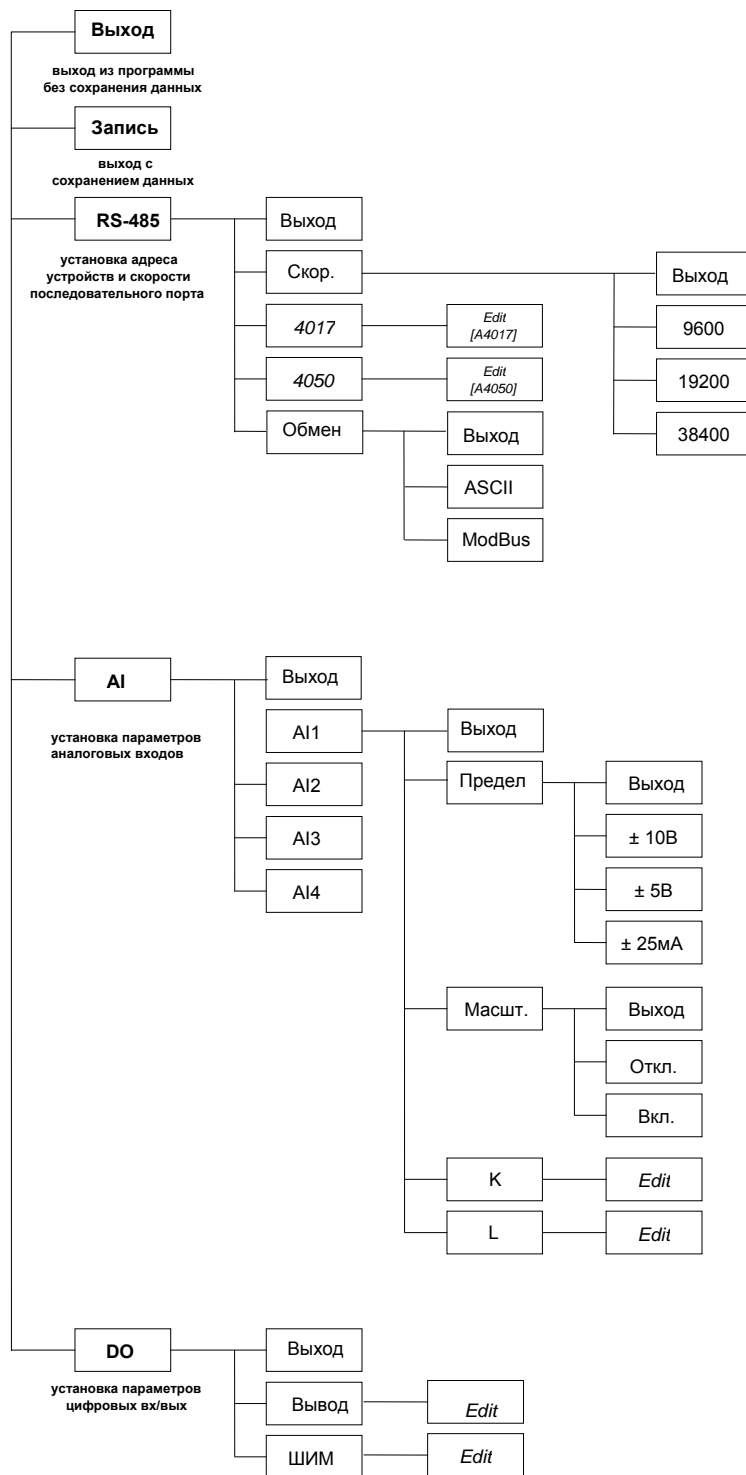 Выход
выход из программы
без сохранения данных
Запись
выход с
сохранением данных
RS-485
установка адреса
устройств и скорости
последовательного порта
Выход
Скор.
Выход
9600
19200
38400
4017
Edit
[A4017]
4050
Edit
[A4050]
Обмен
Выход
ASCII
ModBus
AI
установка параметров
аналоговых входов
Выход
AI1
AI2
AI3
AI4
Выход
Предел
Выход
± 10В
± 5В
± 25мА
Масшт.
Выход
Откл.
Вкл.
K
Edit
L
Edit
DO
установка параметров
цифровых вх/вых
Выход
Вывод
Edit
ШИМ
Edit